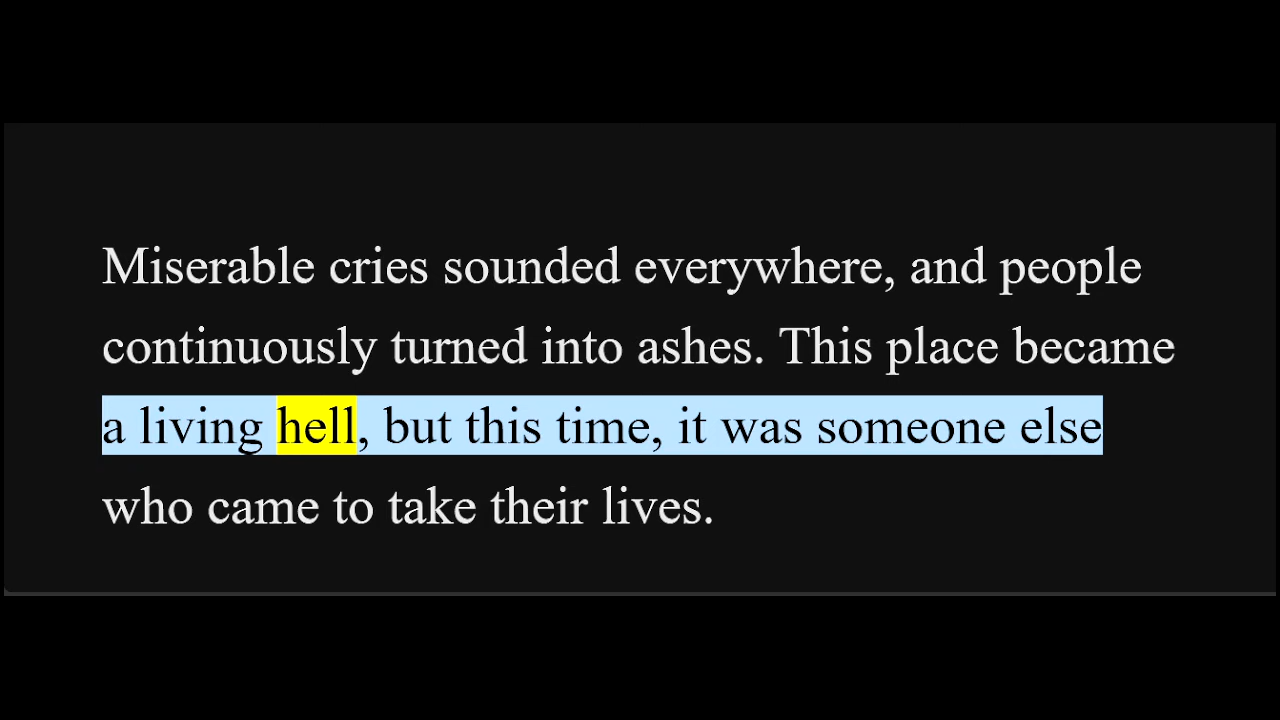 Miserable cries sounded everywhere, and people
continuously turned into ashes. This place became
a living hell, but this time, it was someone else
who came to take their lives.